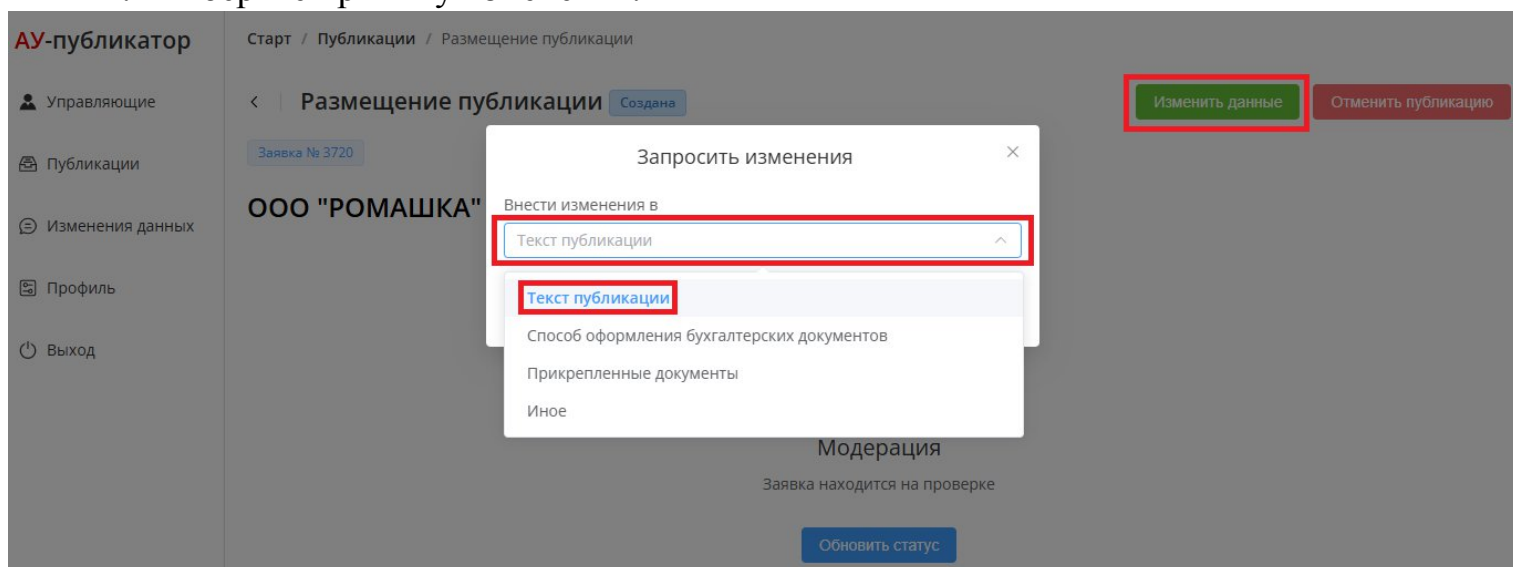 АУ-публикатор
Старт / Публикации / Размещение публикации
Управляющие
Публикации
Изменения данных
Профиль
Выход
< Размещение публикации Создана
Изменить данные
Отменить публикацию
Заявка № 3720
ООО "РОМАШКА"
Запросить изменения
Внести изменения в
Текст публикации
Текст публикации
Способ оформления бухгалтерских документов
Прикрепленные документы
Иное
Модерация
Заявка находится на проверке
Обновить статус